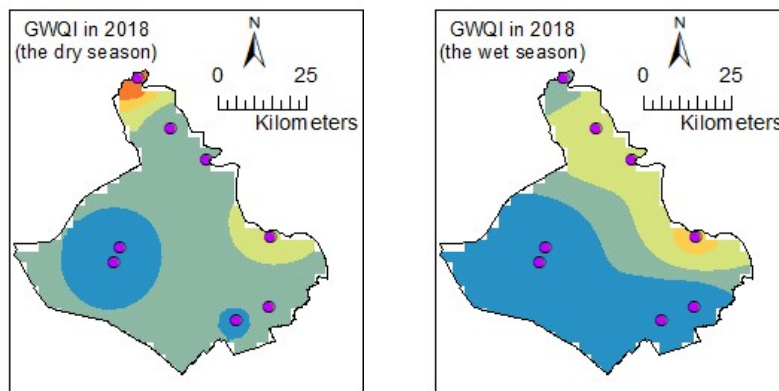 GWQI in 2018
(the dry season)
N
0 25
Kilometers
GWQI in 2018
(the wet season)
N
0 25
Kilometers